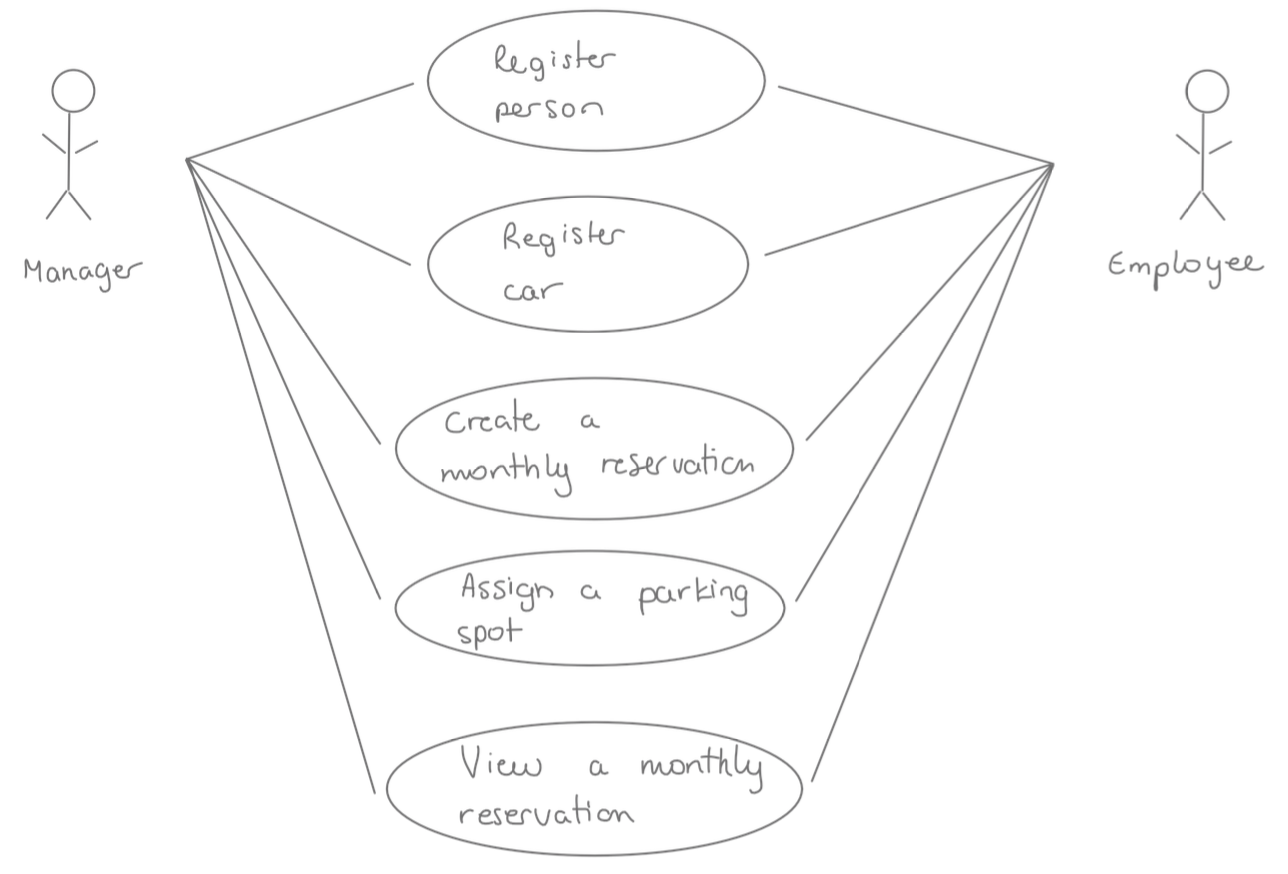 Register
person
Manager
Employee
Register
car
Create a
monthly reservation
Assign a parking
spot
View a monthly
reservation